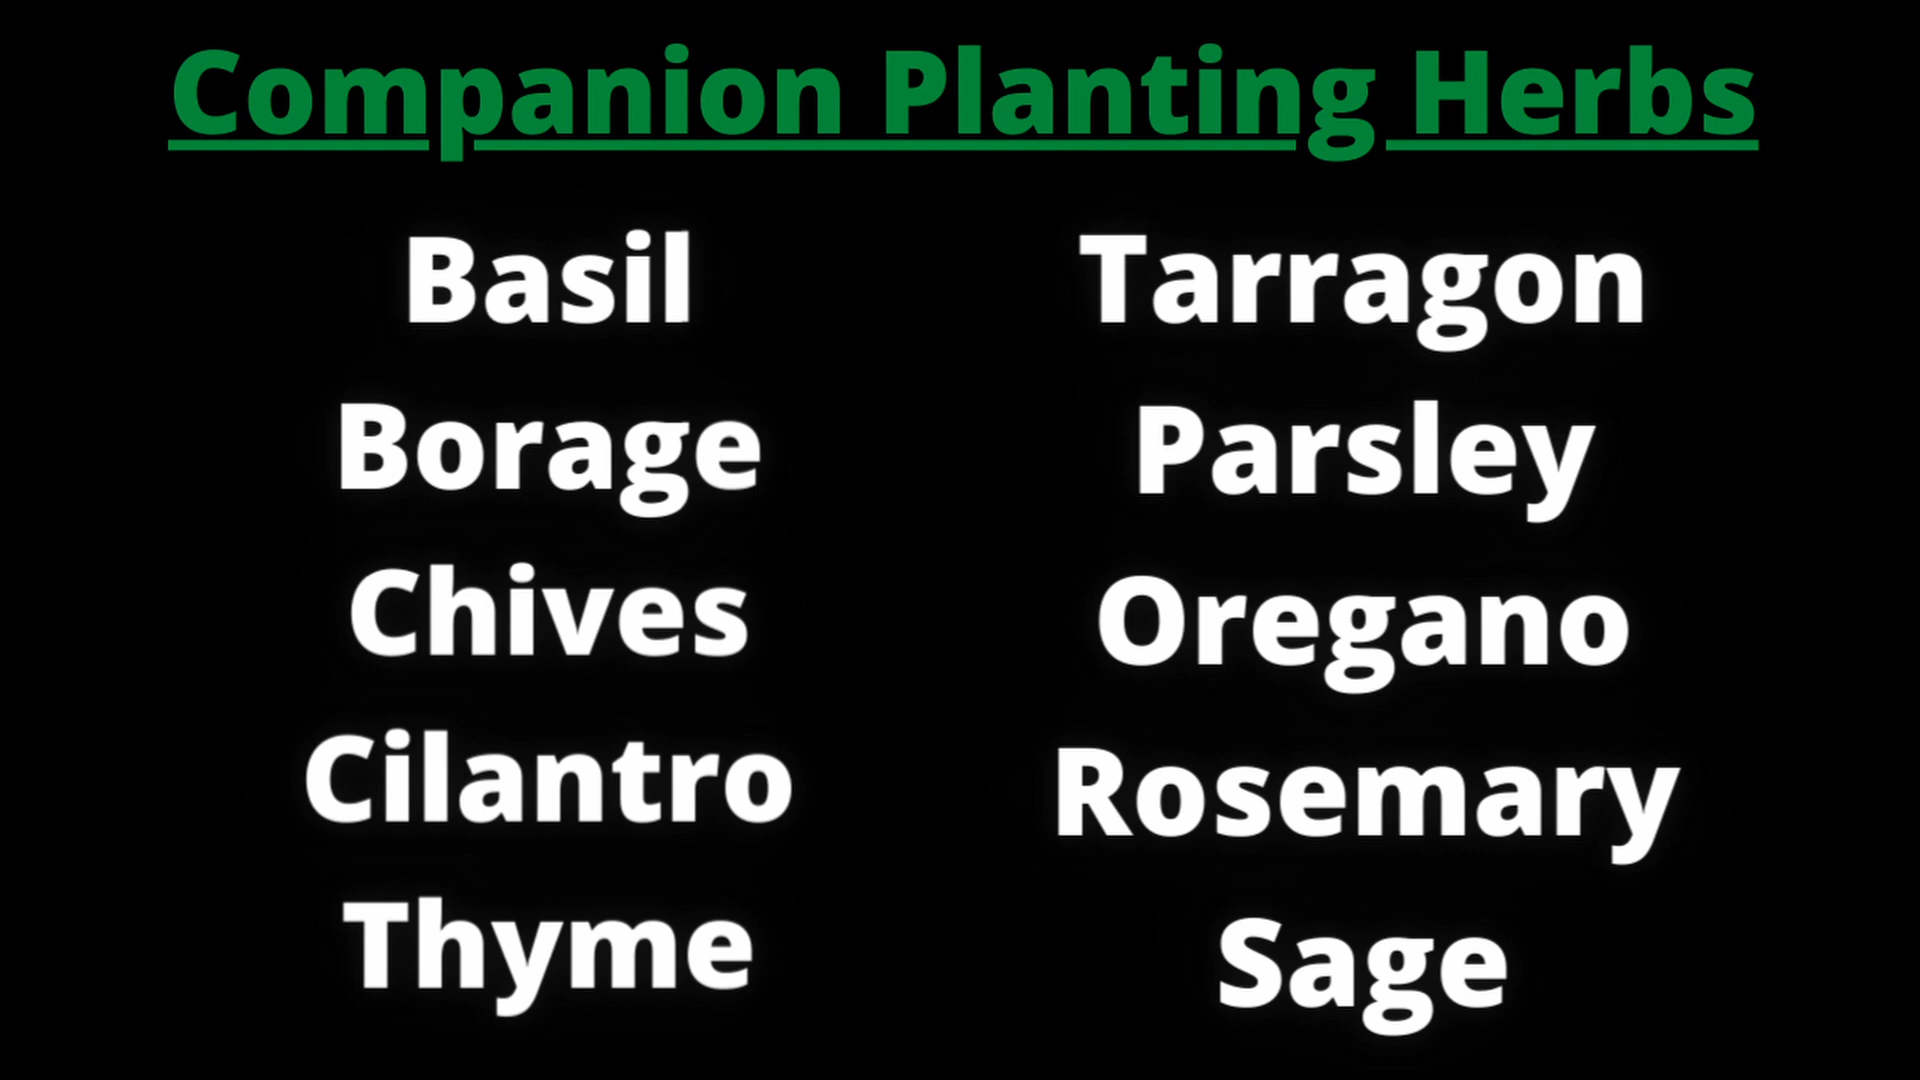 Companion Planting Herbs
Basil
Borage
Chives
Cilantro
Thyme
Tarragon
Parsley
Oregano
Rosemary
Sage